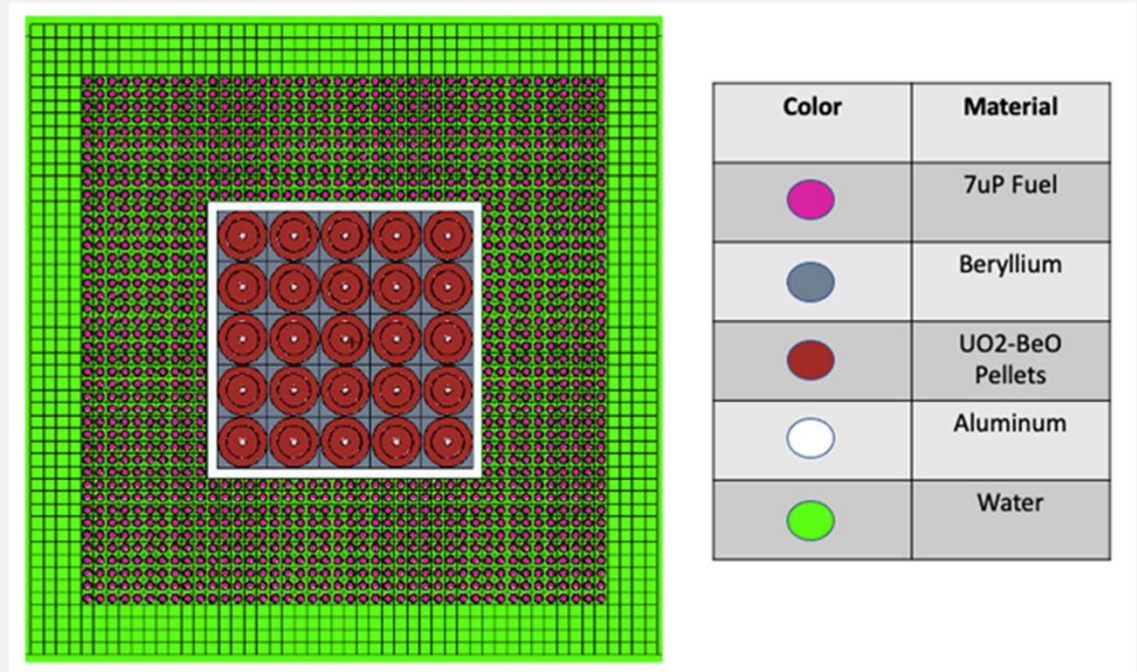 Color Material
7uP Fuel
Beryllium
UO2-BeO
Pellets
Aluminum
Water